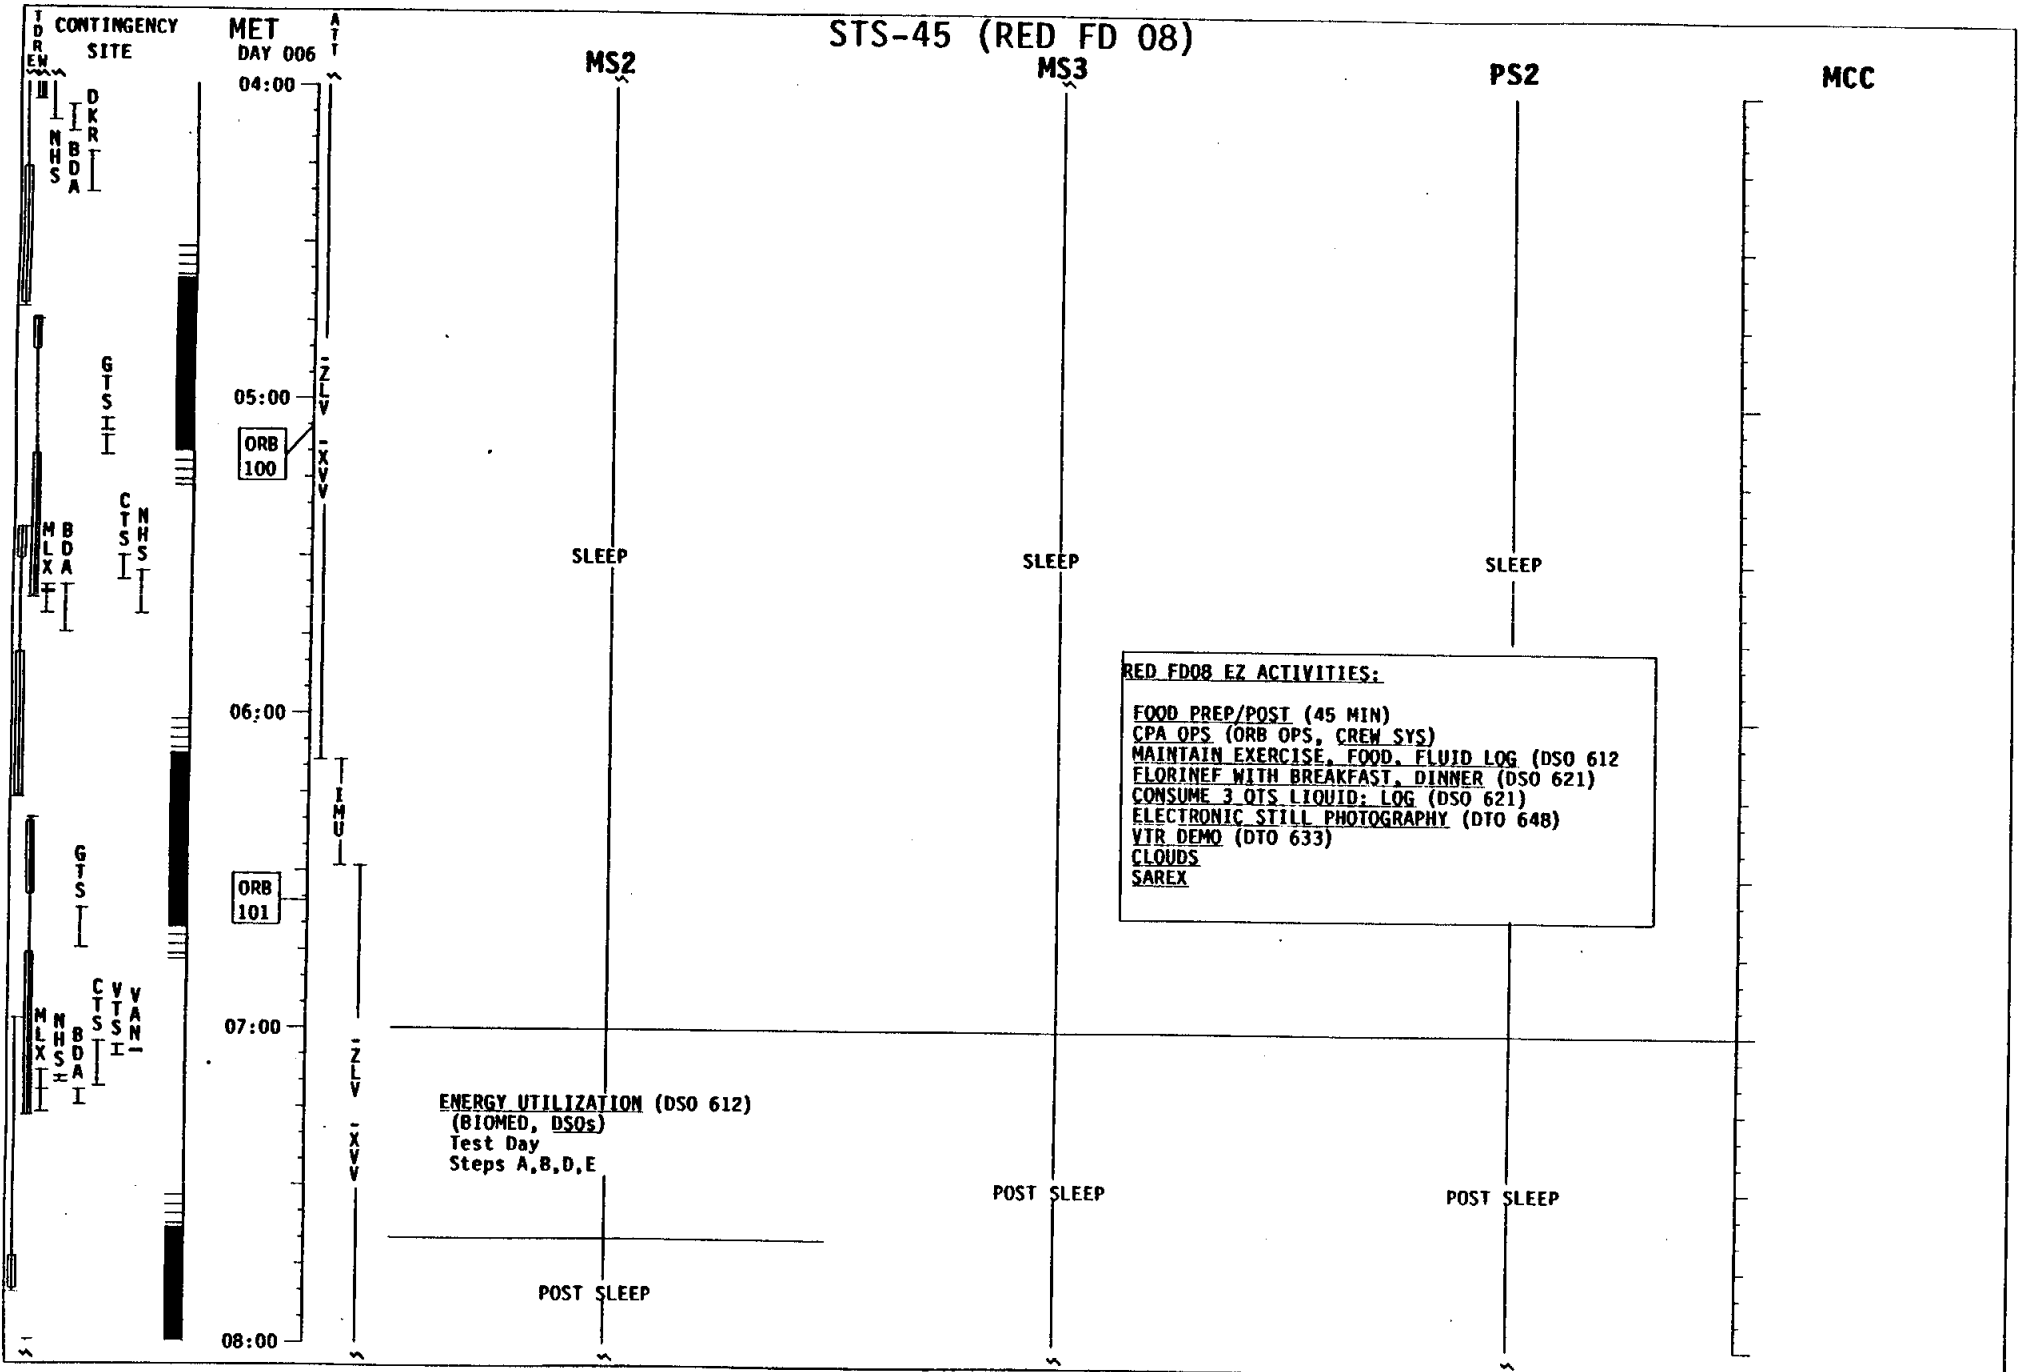 STS-45 (RED FD 08)
TDRE W
CONTINGENCY
SITE
MET
DAY 006
ATT
MS2
MS3
PS2
MCC
04:00
DKR
NHS
BDA
GTS
05:00
-ZLV
-XVV
ORB
100
CTS
NHS
MLX
BDA
SLEEP
SLEEP
SLEEP
06:00
IMU
RED FD08 EZ ACTIVITIES:
FOOD PREP/POST (45 MIN)
CPA OPS (ORB OPS, CREW SYS)
MAINTAIN EXERCISE, FOOD, FLUID LOG (DSO 612
FLORINEF WITH BREAKFAST, DINNER (DSO 621)
CONSUME 3 QTS LIQUID; LOG (DSO 621)
ELECTRONIC STILL PHOTOGRAPHY (DTO 648)
VTR DEMO (DTO 633)
CLOUDS
SAREX
GTS
ORB
101
CTS
VTS
VAN
MLX
NHS
BDA
07:00
-ZLV
-XVV
ENERGY UTILIZATION (DSO 612)
(BIOMED, DSOs)
Test Day
Steps A,B,D,E
POST SLEEP
POST SLEEP
POST SLEEP
08:00